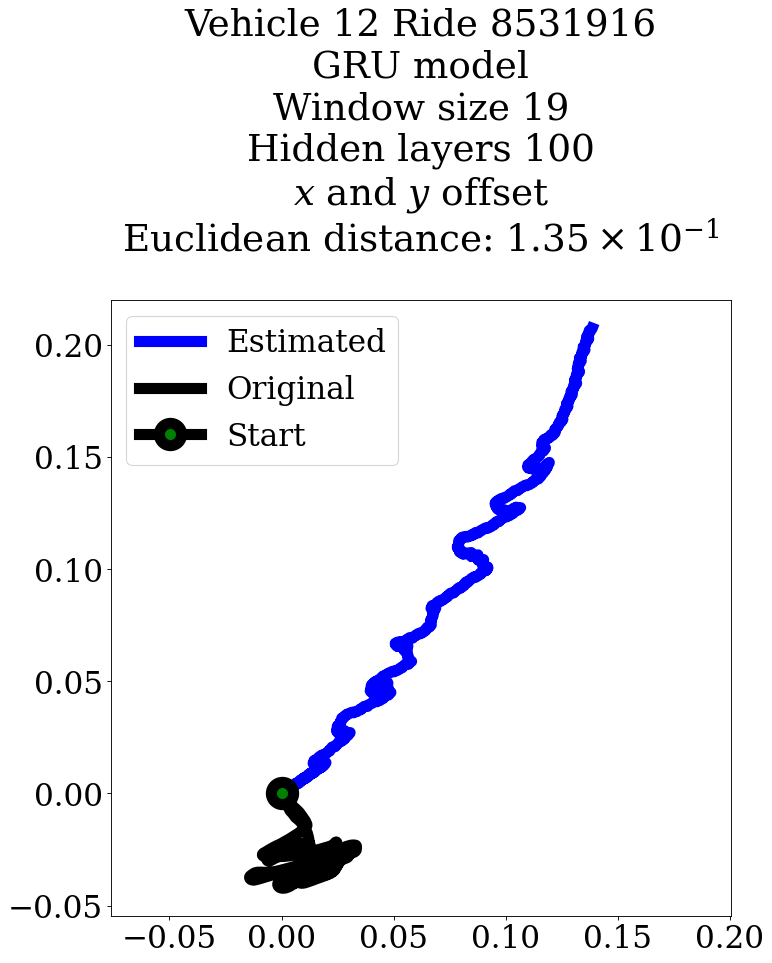 Vehicle 12 Ride 8531916
GRU model
Window size 19
Hidden layers 100
x and y offset
Euclidean distance: 1.35 × 10⁻¹
Estimated
Original
Start
0.20
0.15
0.10
0.05
0.00
−0.05
−0.05 0.00 0.05 0.10 0.15 0.20